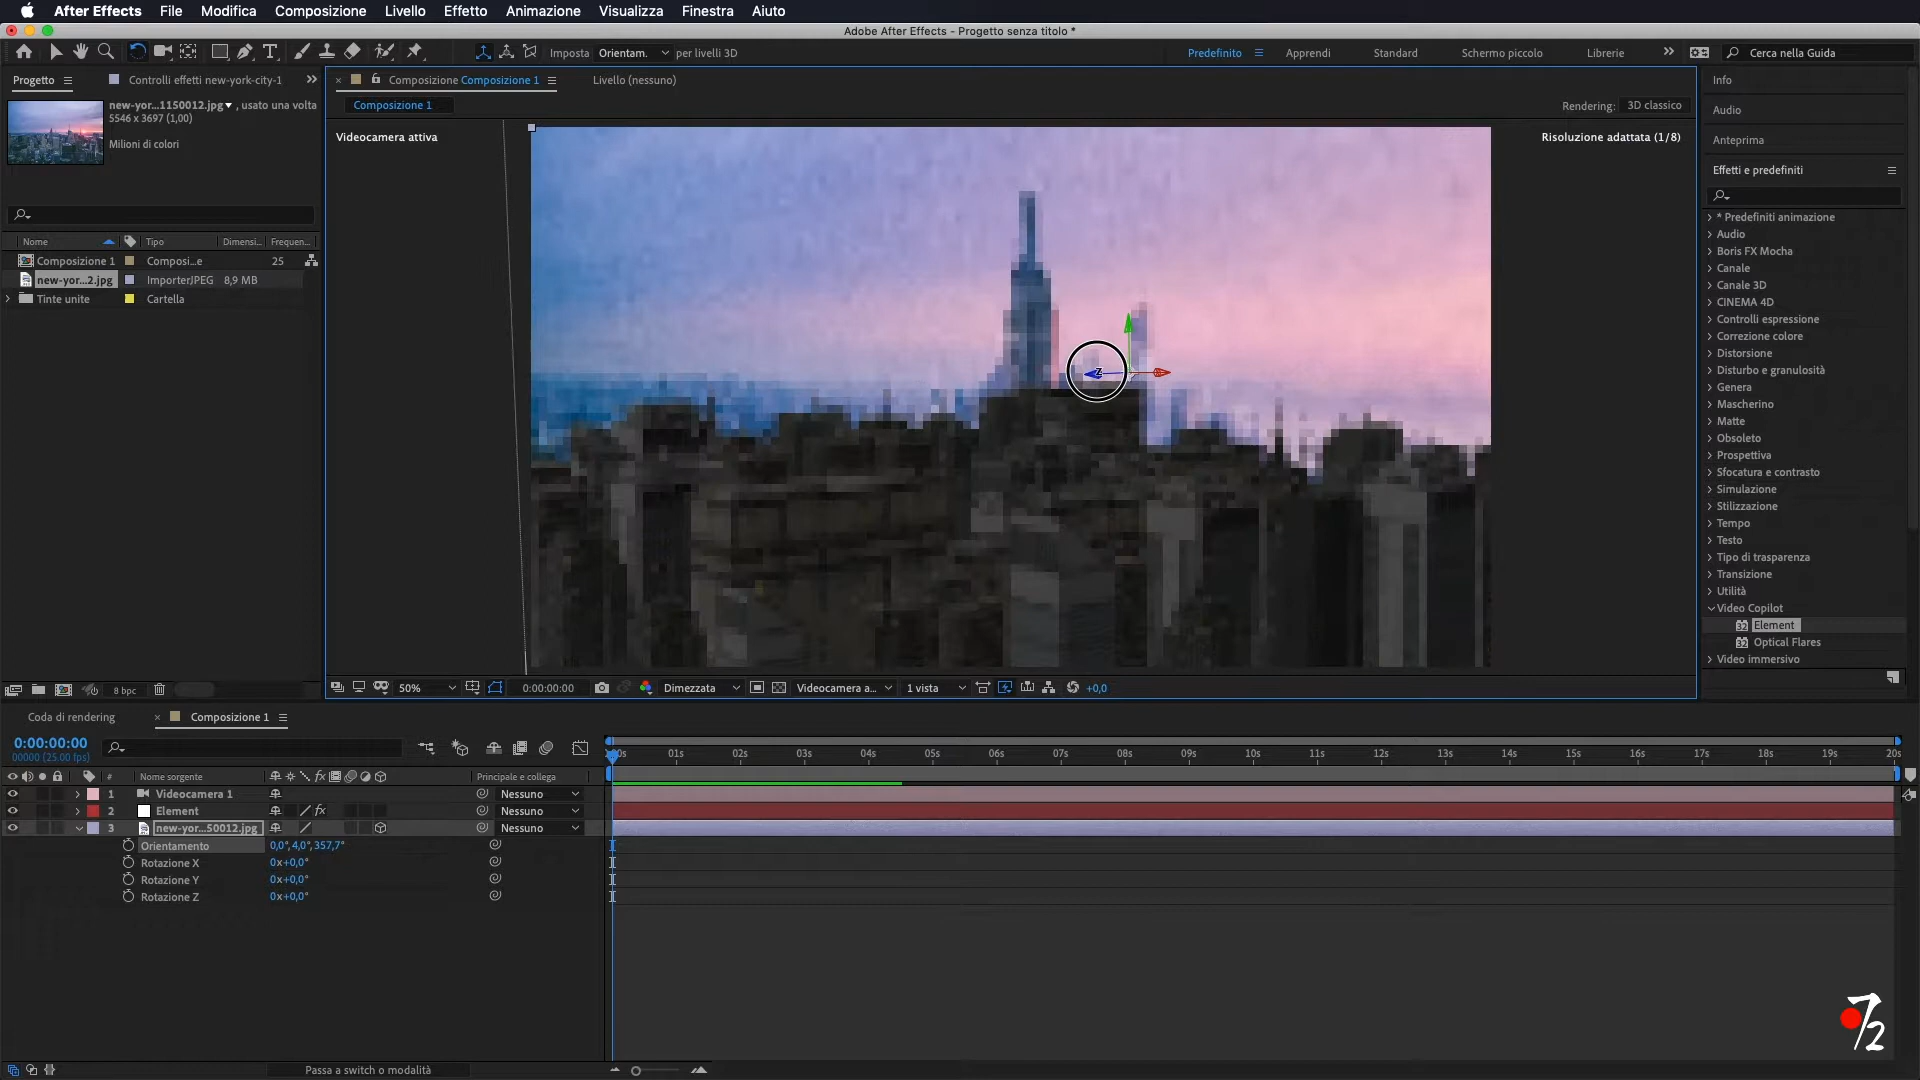 After Effects File Modifica Composizione Livello Effetto Animazione Visualizza Finestra Aiuto
Adobe After Effects - Progetto senza titolo *
Imposta Orientam. per livelli 3D Predefinito Apprendi Standard Schermo piccolo Librerie Cerca nella Guida
Progetto Controlli effetti new-york-city-1
Composizione Composizione 1 Livello (nessuno)
Info
new-yor...1150012.jpg , usato una volta
5546 x 3697 (1,00)
Milioni di colori
Composizione 1
Rendering: 3D classico
Audio
Videocamera attiva
Risoluzione adattata (1/8)
Anteprima
Effetti e predefiniti
Nome Tipo Dimensi... Frequen...
Composizione 1 Composi...e 25
new-yor...2.jpg ImporterJPEG 8,9 MB
Tinte unite Cartella
* Predefiniti animazione
Audio
Boris FX Mocha
Canale
Canale 3D
CINEMA 4D
Controlli espressione
Correzione colore
Distorsione
Disturbo e granulosità
Genera
Mascherino
Matte
Obsoleto
Prospettiva
Sfocatura e contrasto
Simulazione
Stilizzazione
Tempo
Testo
Tipo di trasparenza
Transizione
Utilità
Video Copilot
Element
Optical Flares
Video immersivo
z
8 bpc
50% 0:00:00:00 Dimezzata Videocamera a... 1 vista +0,0
Coda di rendering Composizione 1
0:00:00:00
00000 (25.00 fps)
01s 02s 03s 04s 05s 06s 07s 08s 09s 10s 11s 12s 13s 14s 15s 16s 17s 18s 19s 20s
# Nome sorgente fx Principale e collega
1 Videocamera 1 Nessuno
2 Element fx Nessuno
3 new-yor...50012.jpg Nessuno
Orientamento 0,0°,4,0°,357,7°
Rotazione X 0x+0,0°
Rotazione Y 0x+0,0°
Rotazione Z 0x+0,0°
Passa a switch o modalità
7/2